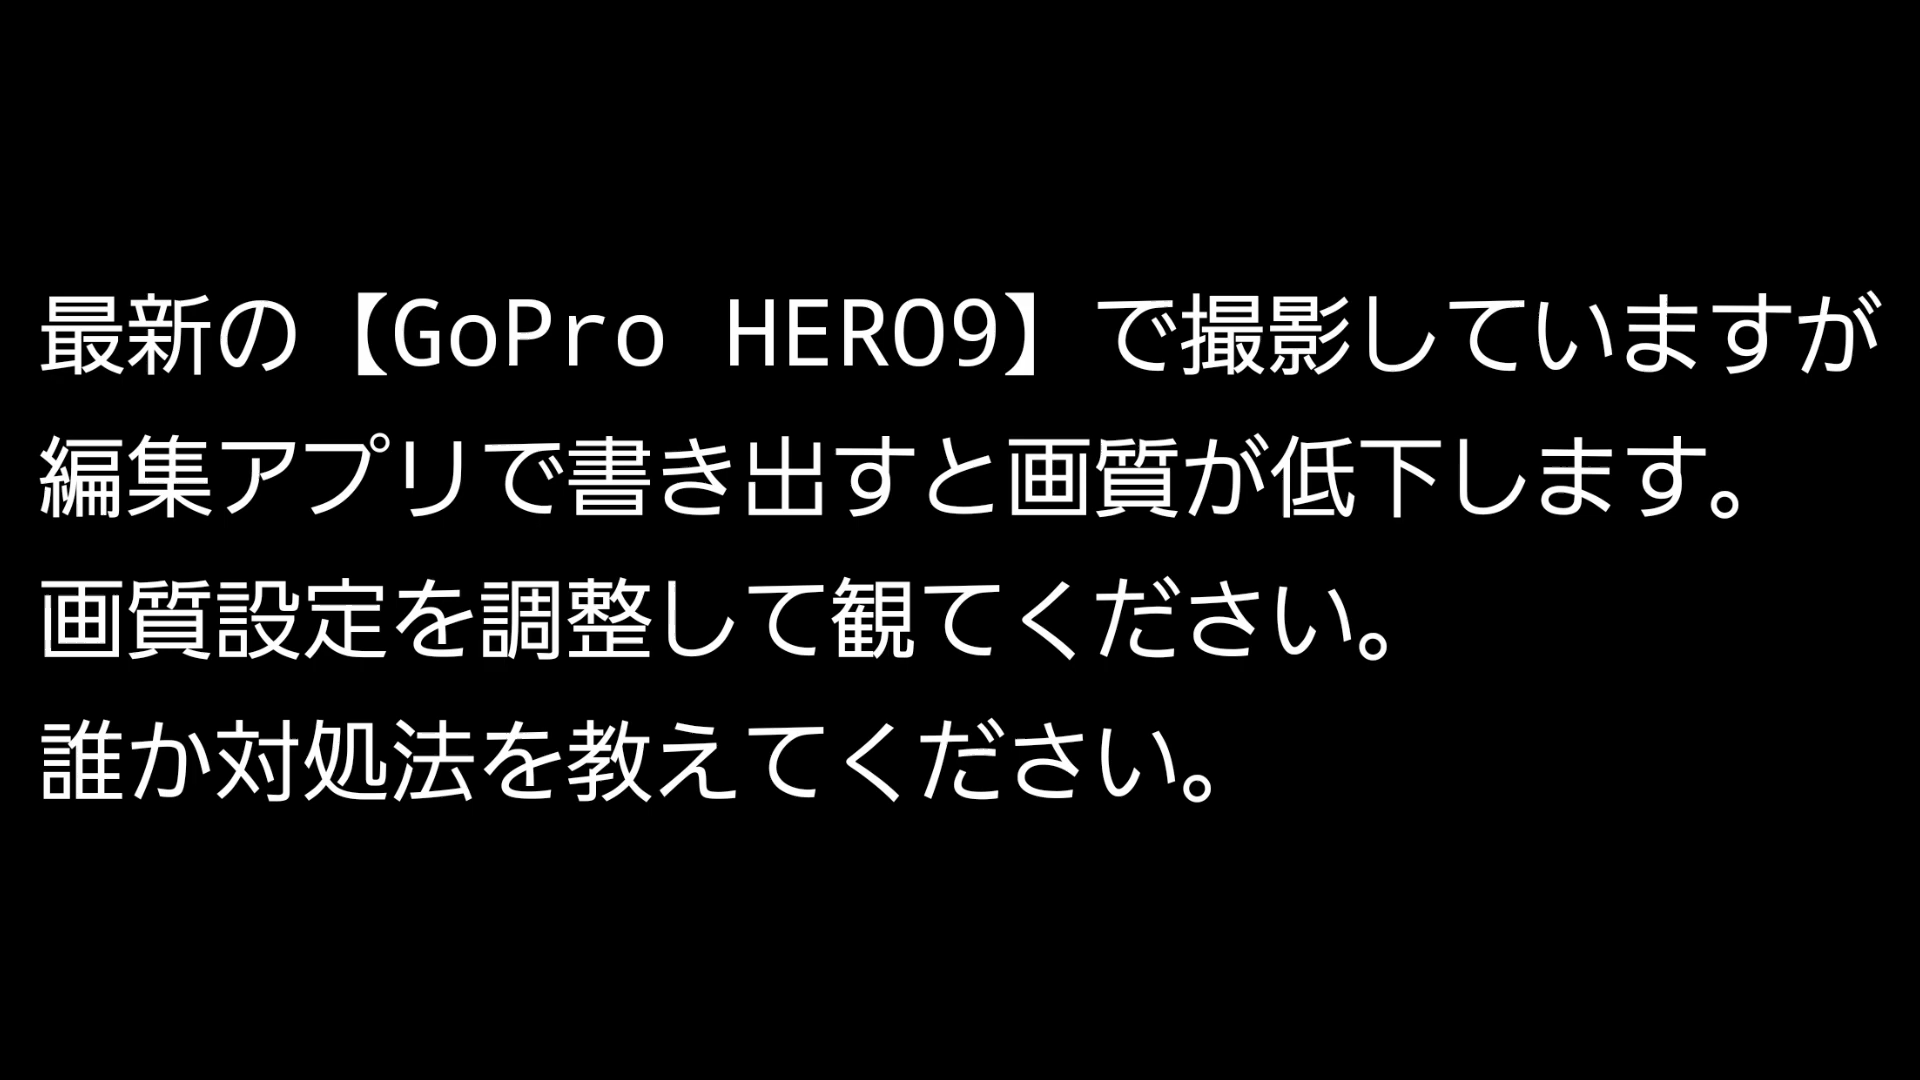 最新の【GoPro HERO9】で撮影していますが
編集アプリで書き出すと画質が低下します。
画質設定を調整して観てください。
誰か対処法を教えてください。